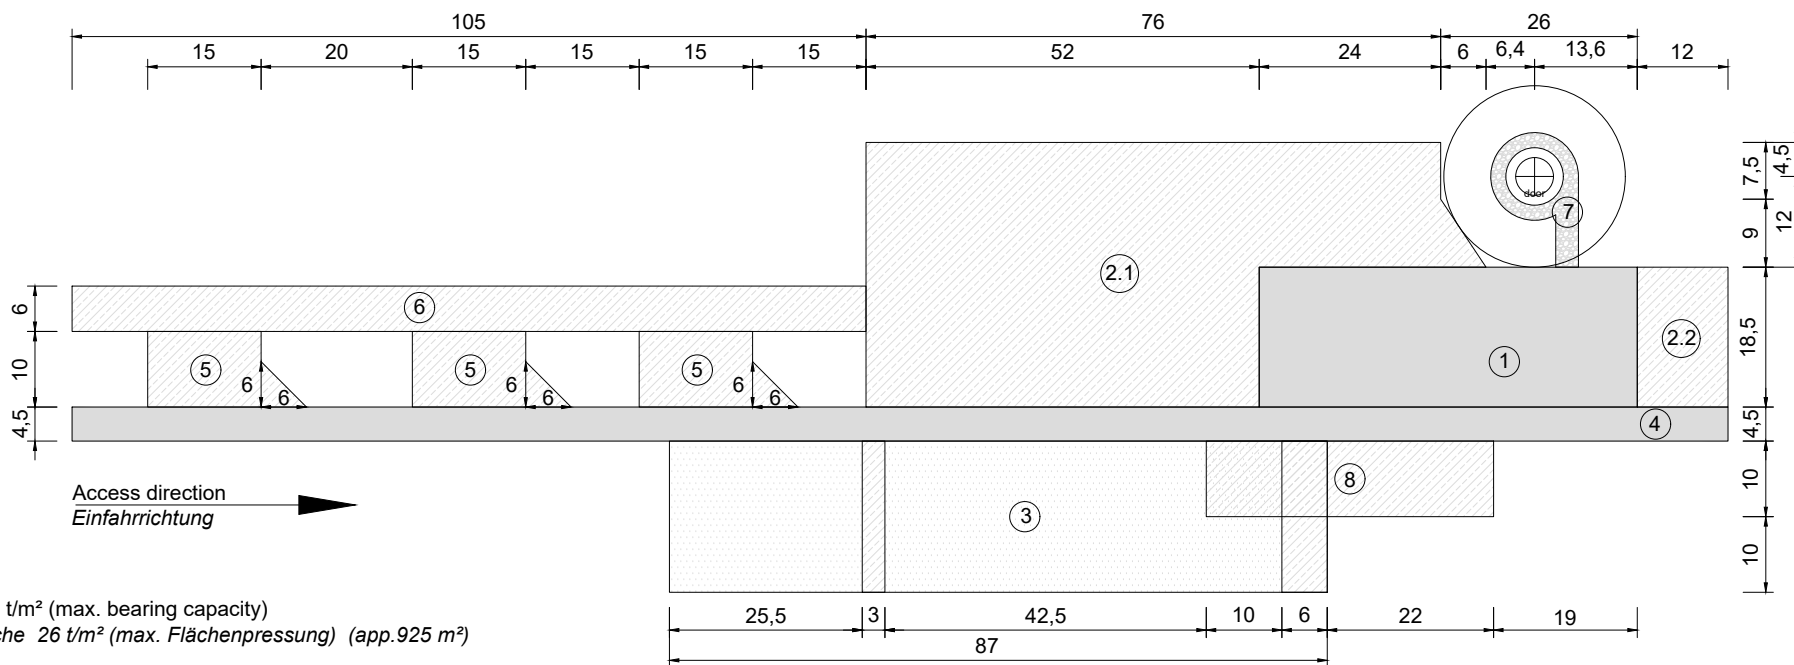 105 76 26
15 20 15 15 15 15 52 24 6 6,4 13,6 12
7,5 4,5
door
7
9 12
2.1
6 6
18,5
2.2
10 5 6 6 5 6 6 5 6 6 1
4,5 4 4,5
8 10
Access direction
Einfahrrichtung
3
10
t/m² (max. bearing capacity)
che 26 t/m² (max. Flächenpressung) (app.925 m²)
25,5 3 42,5 10 6 22 19
87